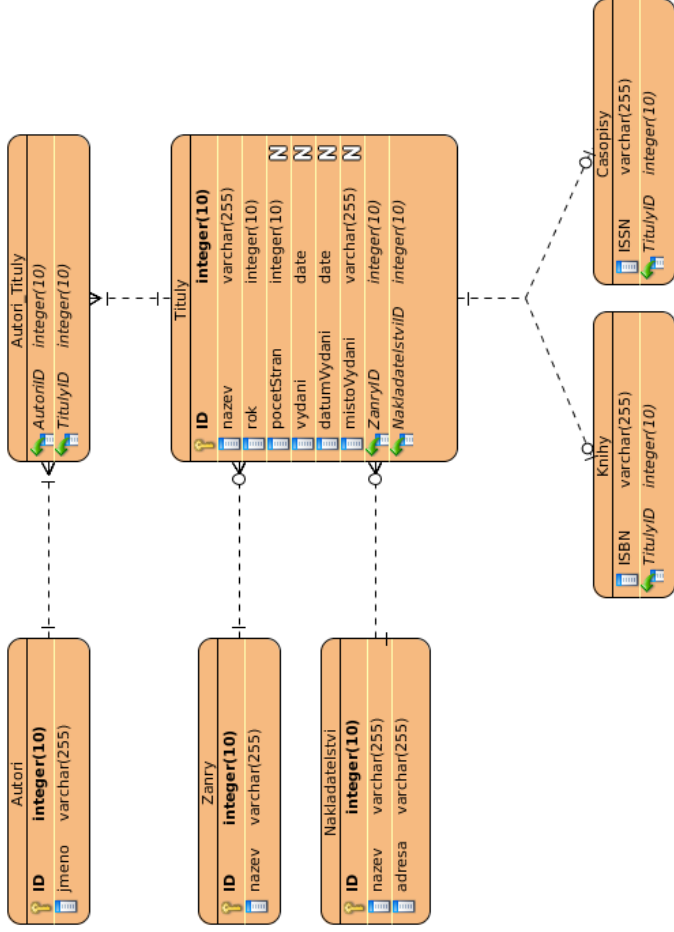 Autori
ID integer(10)
jmeno varchar(255)
Autori_Tituly
AutoriID integer(10)
TitulyID integer(10)
Zanry
ID integer(10)
nazev varchar(255)
Nakladatelstvi
ID integer(10)
nazev varchar(255)
adresa varchar(255)
Tituly
ID integer(10)
nazev varchar(255)
rok integer(10)
pocetStran integer(10) N
vydani date N
datumVydani date N
mistoVydani varchar(255) N
ZanryID integer(10)
NakladatelstviID integer(10)
Knihy
ISBN varchar(255)
TitulyID integer(10)
Casopisy
ISSN varchar(255)
TitulyID integer(10)